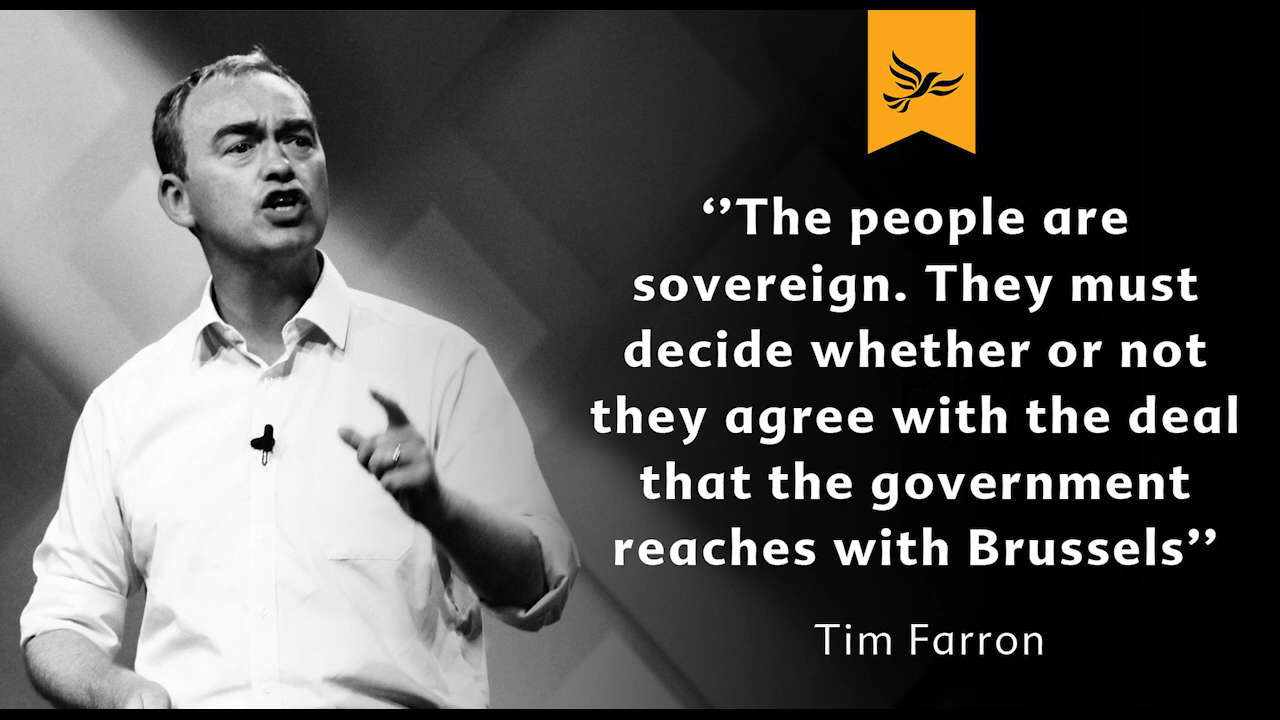 ‘’The people are
sovereign. They must
decide whether or not
they agree with the deal
that the government
reaches with Brussels’’
Tim Farron